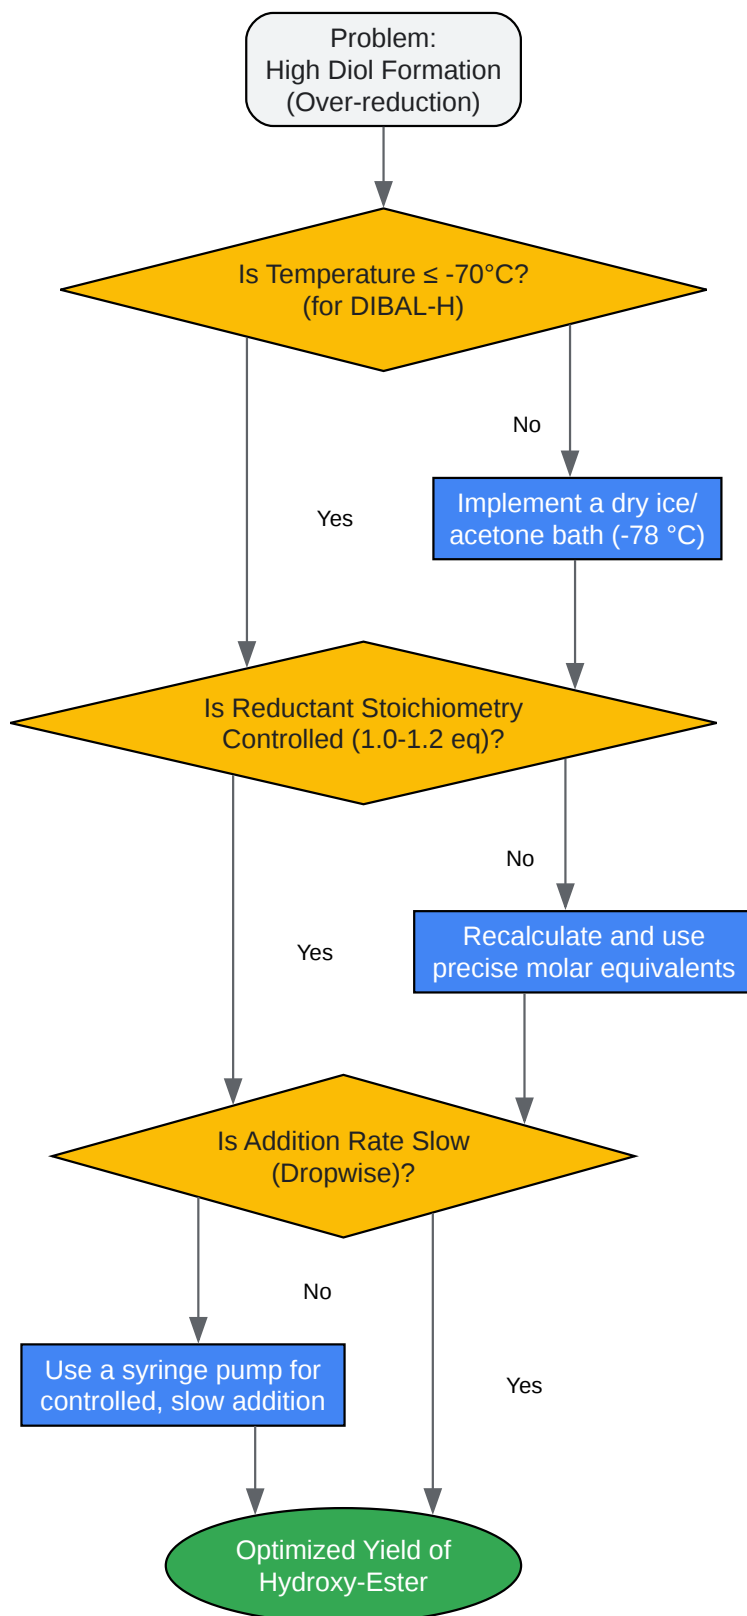 Problem:
High Diol Formation
(Over-reduction)
Is Temperature ≤ -70°C?
(for DIBAL-H)
No
Yes
Implement a dry ice/
acetone bath (-78 °C)
Is Reductant Stoichiometry
Controlled (1.0-1.2 eq)?
No
Yes
Recalculate and use
precise molar equivalents
Is Addition Rate Slow
(Dropwise)?
No
Use a syringe pump for
controlled, slow addition
Yes
Optimized Yield of
Hydroxy-Ester